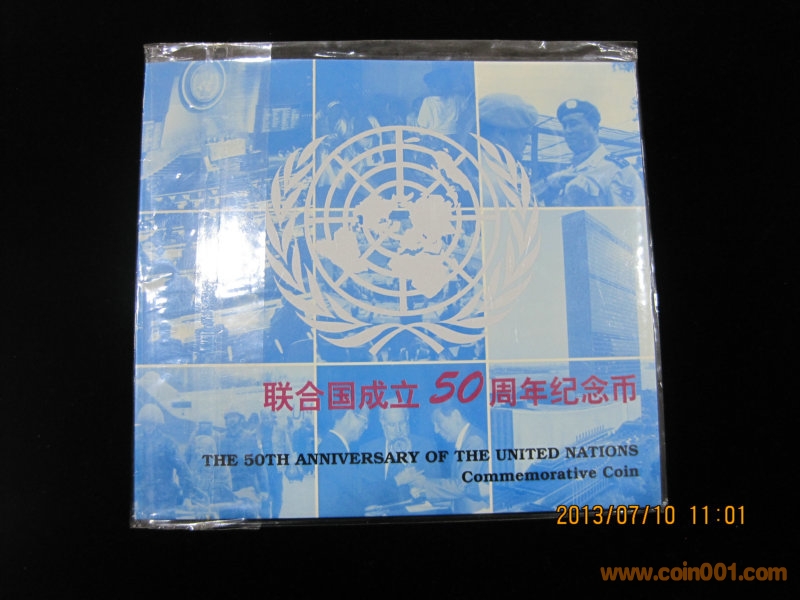 联合国成立50周年纪念币
THE 50TH ANNIVERSARY OF THE UNITED NATIONS
Commemorative Coin
2013/07/10 11:01
www.coin001.com